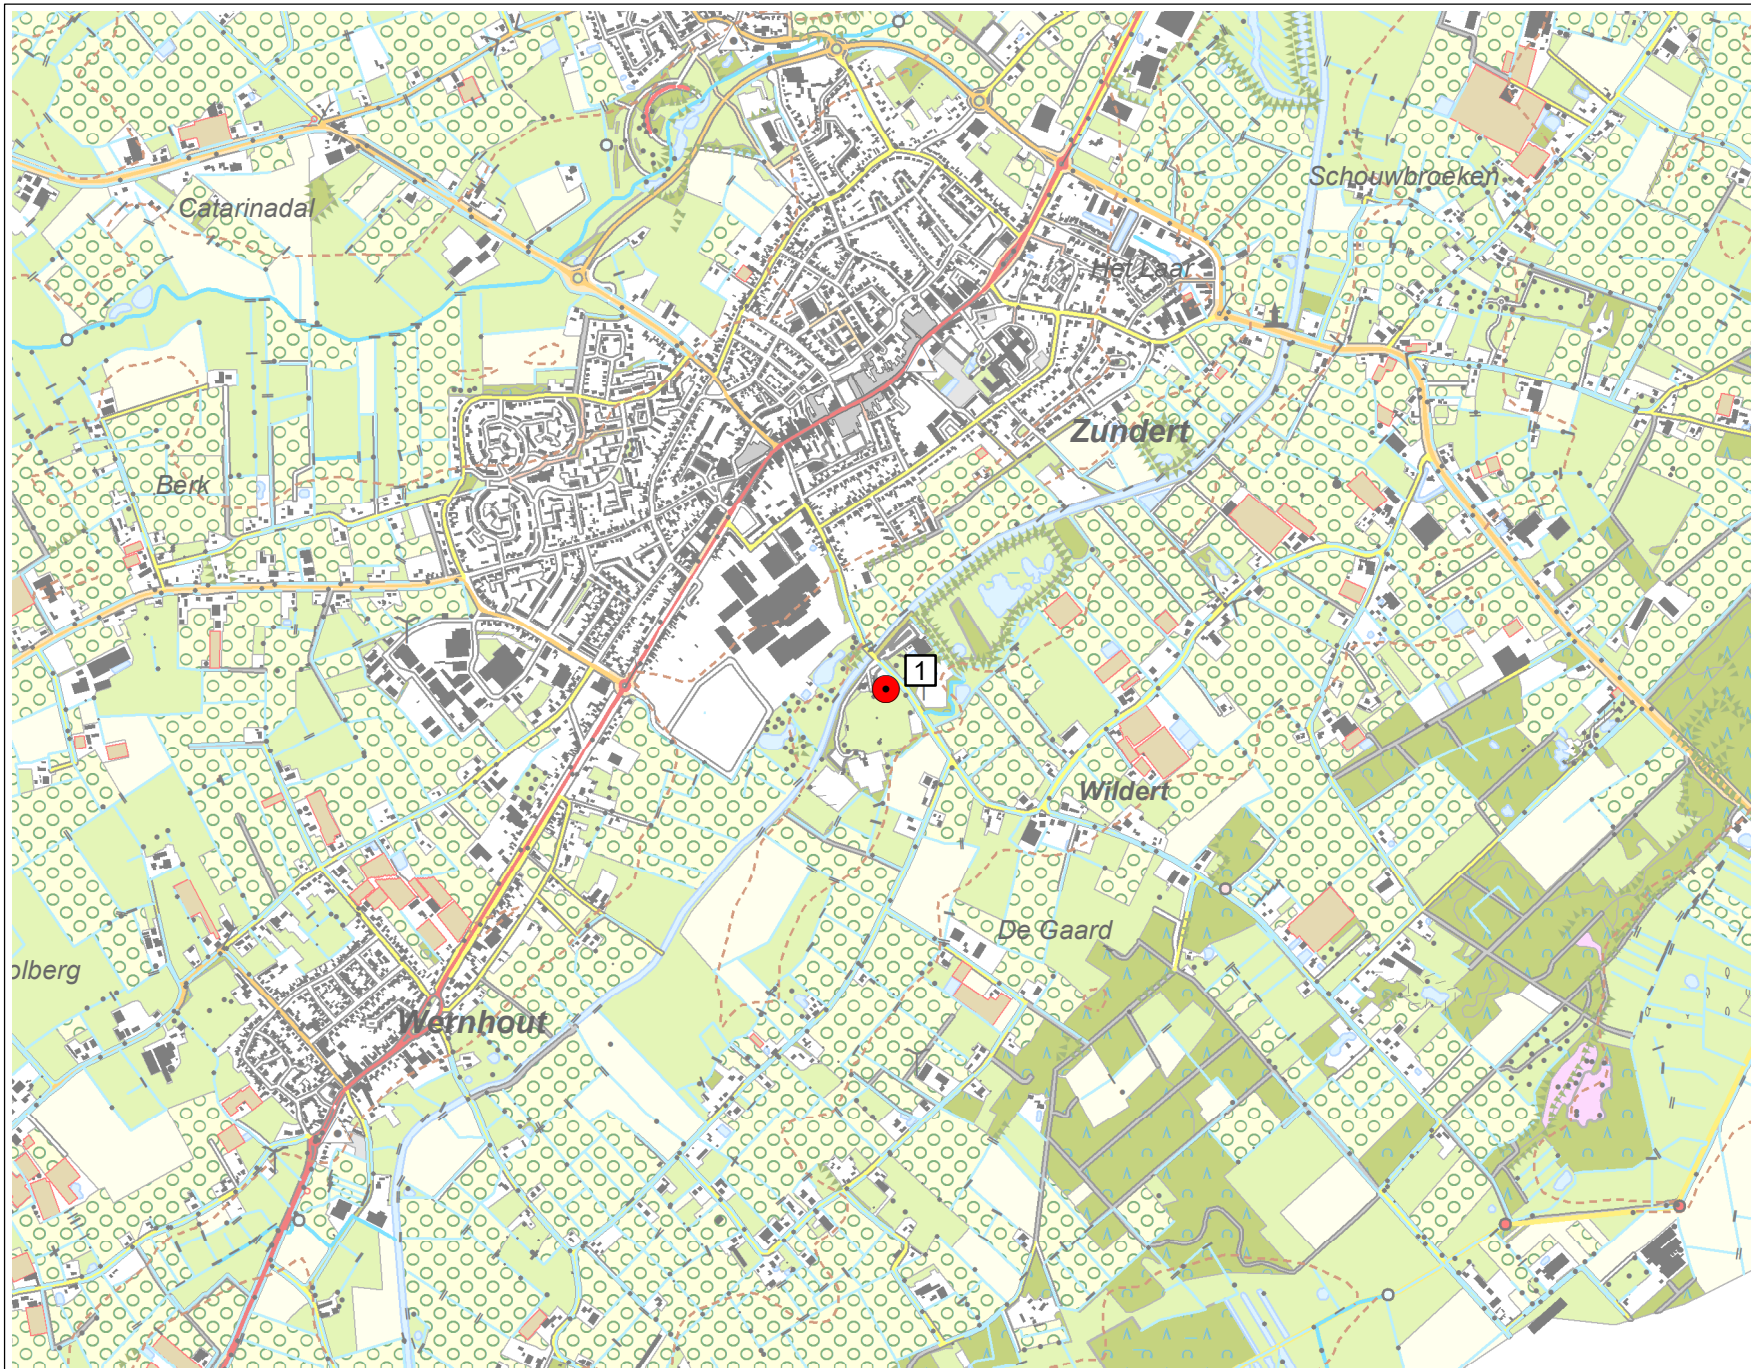 Schouwbroeken
Catarinadal
Het Laar
Zundert
Berk
1
Wildert
De Gaard
olberg
Wernhout